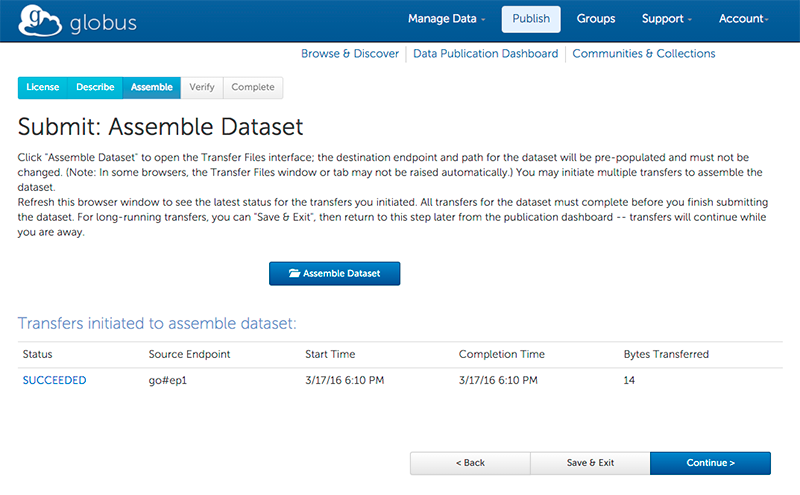 globus
Manage Data Publish Groups Support Account
Browse & Discover Data Publication Dashboard Communities & Collections
License Describe Assemble Verify Complete
Submit: Assemble Dataset
Click "Assemble Dataset" to open the Transfer Files interface; the destination endpoint and path for the dataset will be pre-populated and must not be
changed. (Note: In some browsers, the Transfer Files window or tab may not be raised automatically.) You may initiate multiple transfers to assemble the
dataset.
Refresh this browser window to see the latest status for the transfers you initiated. All transfers for the dataset must complete before you finish submitting
the dataset. For long-running transfers, you can "Save & Exit", then return to this step later from the publication dashboard -- transfers will continue while
you are away.
Assemble Dataset
Transfers initiated to assemble dataset:
Status Source Endpoint Start Time Completion Time Bytes Transferred
SUCCEEDED go#ep1 3/17/16 6:10 PM 3/17/16 6:10 PM 14
< Back Save & Exit Continue >